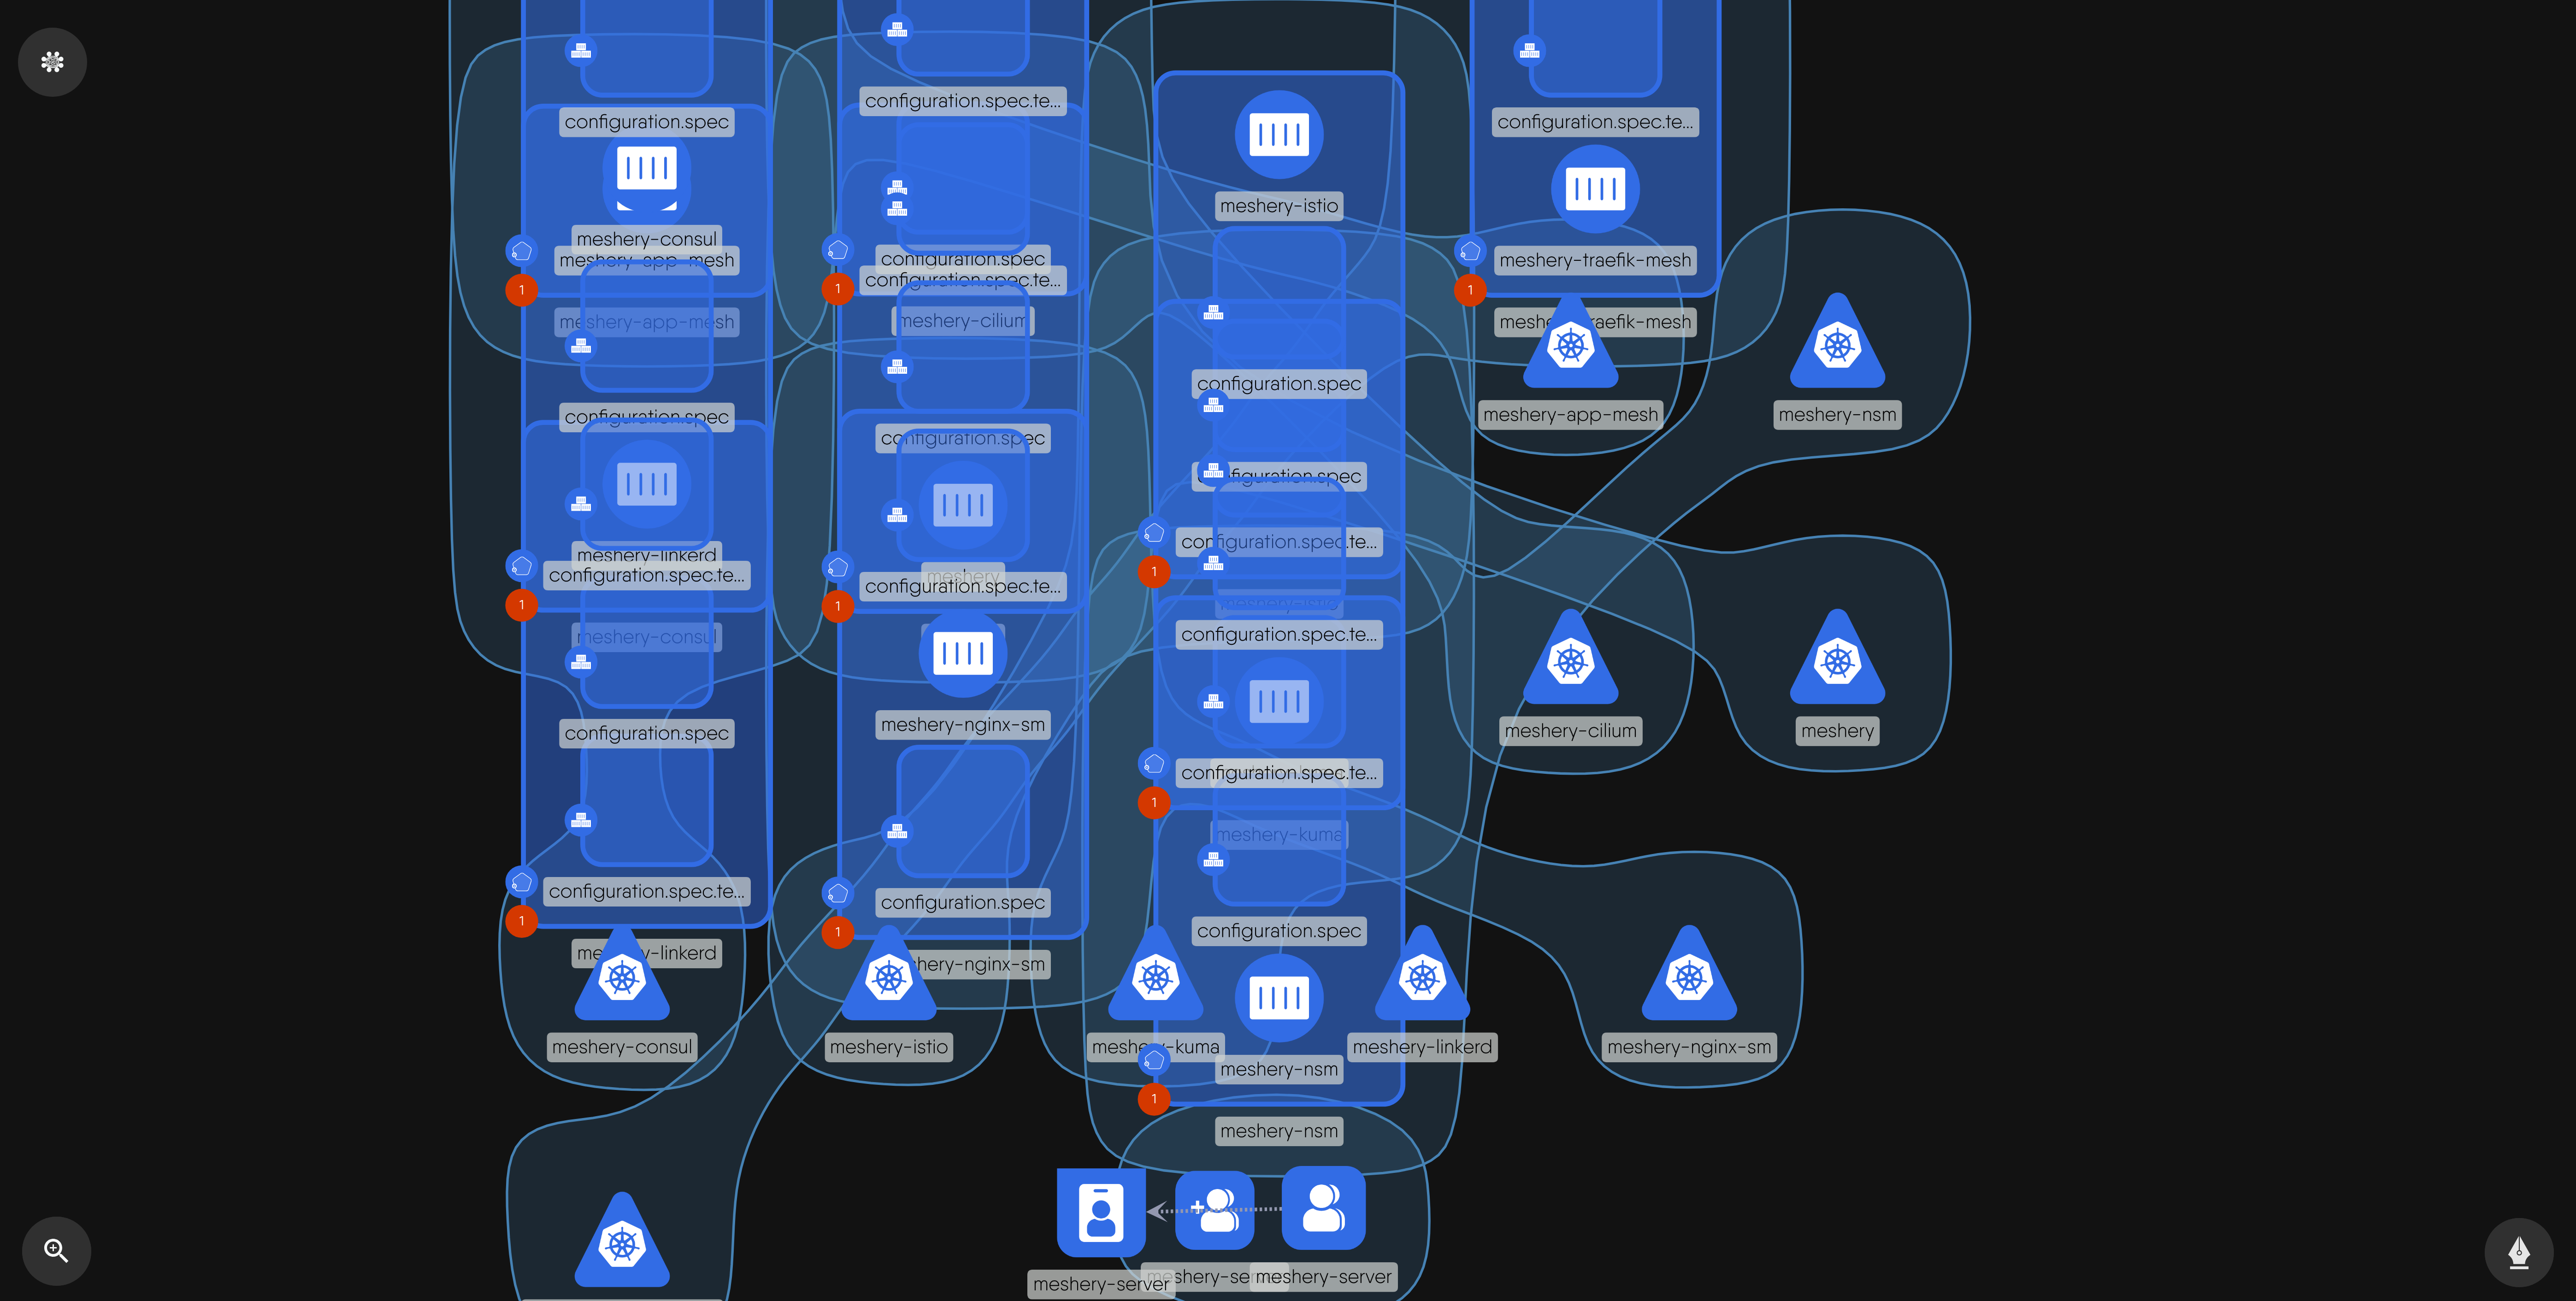 configuration.spec.te...
configuration.spec
configuration.spec.te...
meshery-istio
meshery-consul
meshery-app-mesh
configuration.spec
configuration.spec.te...
meshery-traefik-mesh
meshery-app-mesh
meshery-cilium
meshery-traefik-mesh
1
1
1
configuration.spec
meshery-app-mesh
meshery-nsm
configuration.spec
configuration.spec
configuration.spec
configuration.spec.te...
meshery-linkerd
configuration.spec.te...
meshery
configuration.spec.te...
1
1
1
meshery-istio
meshery-consul
configuration.spec.te...
configuration.spec
meshery-nginx-sm
meshery-cilium
meshery
configuration.spec.te...
1
meshery-kuma
configuration.spec.te...
configuration.spec
configuration.spec
1
1
meshery-linkerd
meshery-nginx-sm
meshery-consul
meshery-istio
meshery-kuma
meshery-linkerd
meshery-nginx-sm
meshery-nsm
1
meshery-nsm
meshery-server
meshery-server
meshery-server